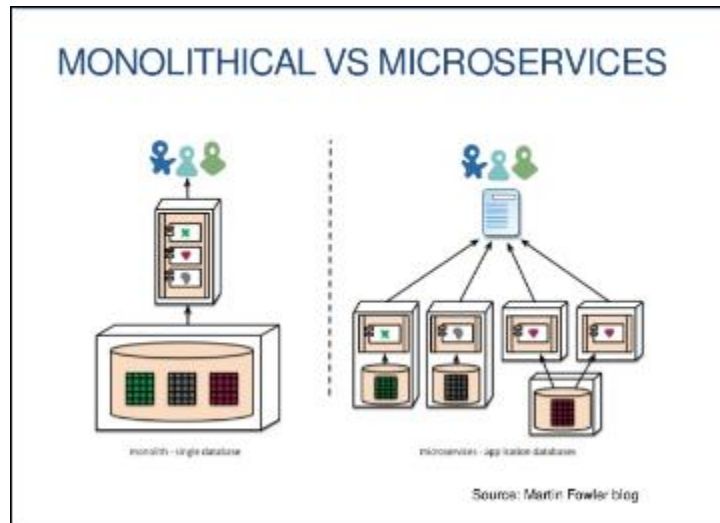 MONOLITHICAL VS MICROSERVICES
monolith - single database
microservices - application databases
Source: Martin Fowler blog